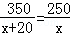 350/(x+20) = 250/x